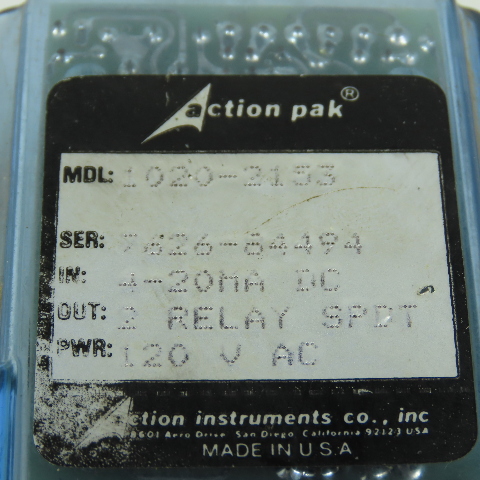 action pak®
MDL: 1020-2153
SER: 7626-84494
IN: 4-20MA DC
OUT: 2 RELAY SPDT
PWR: 120 V AC
action instruments co., inc
8601 Aero Drive, San Diego, California 92123 USA
MADE IN U.S.A